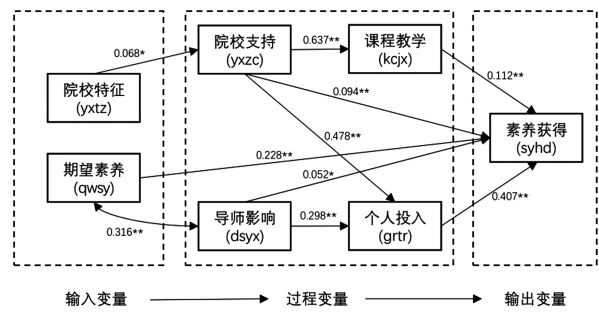 院校支持
(yxzc)
0.637**
课程教学
(kcjx)
0.068*
院校特征
(yxtz)
0.112**
0.094**
素养获得
(syhd)
0.478**
期望素养
(qwsy)
0.228**
0.052*
0.407**
导师影响
(dsyx)
0.298**
个人投入
(grtr)
0.316**
输入变量
过程变量
输出变量